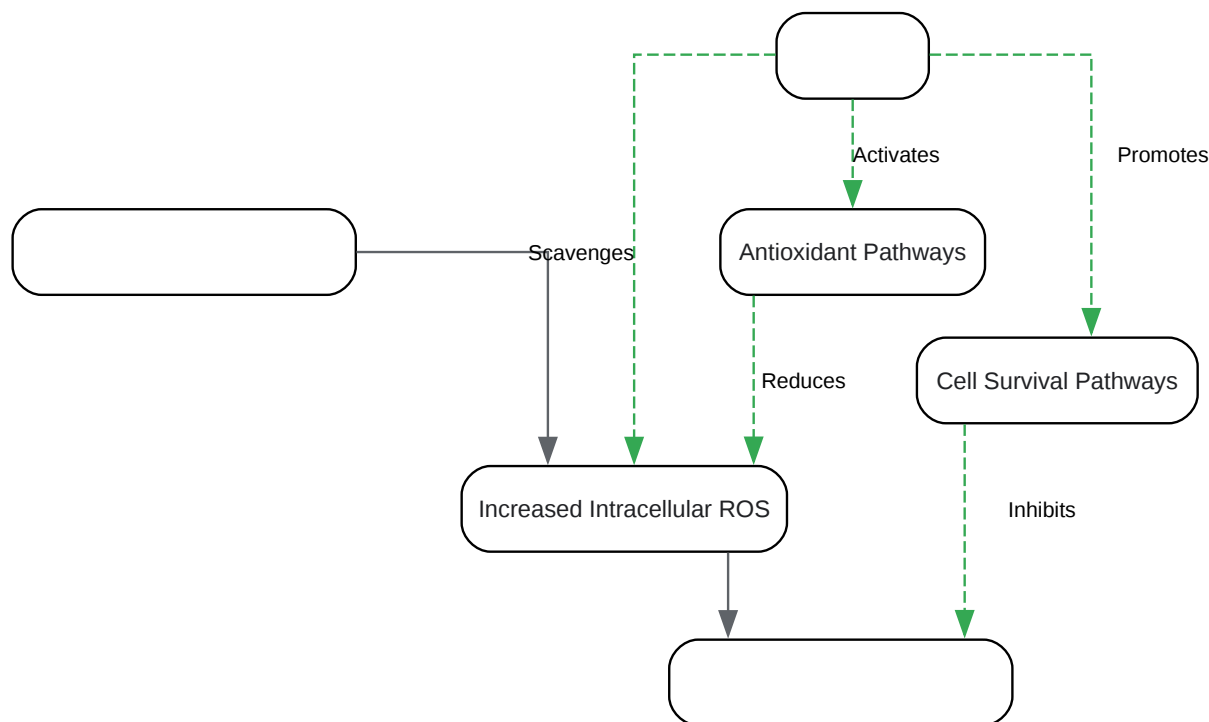 Activates
Promotes
Scavenges
Antioxidant Pathways
Reduces
Cell Survival Pathways
Increased Intracellular ROS
Inhibits